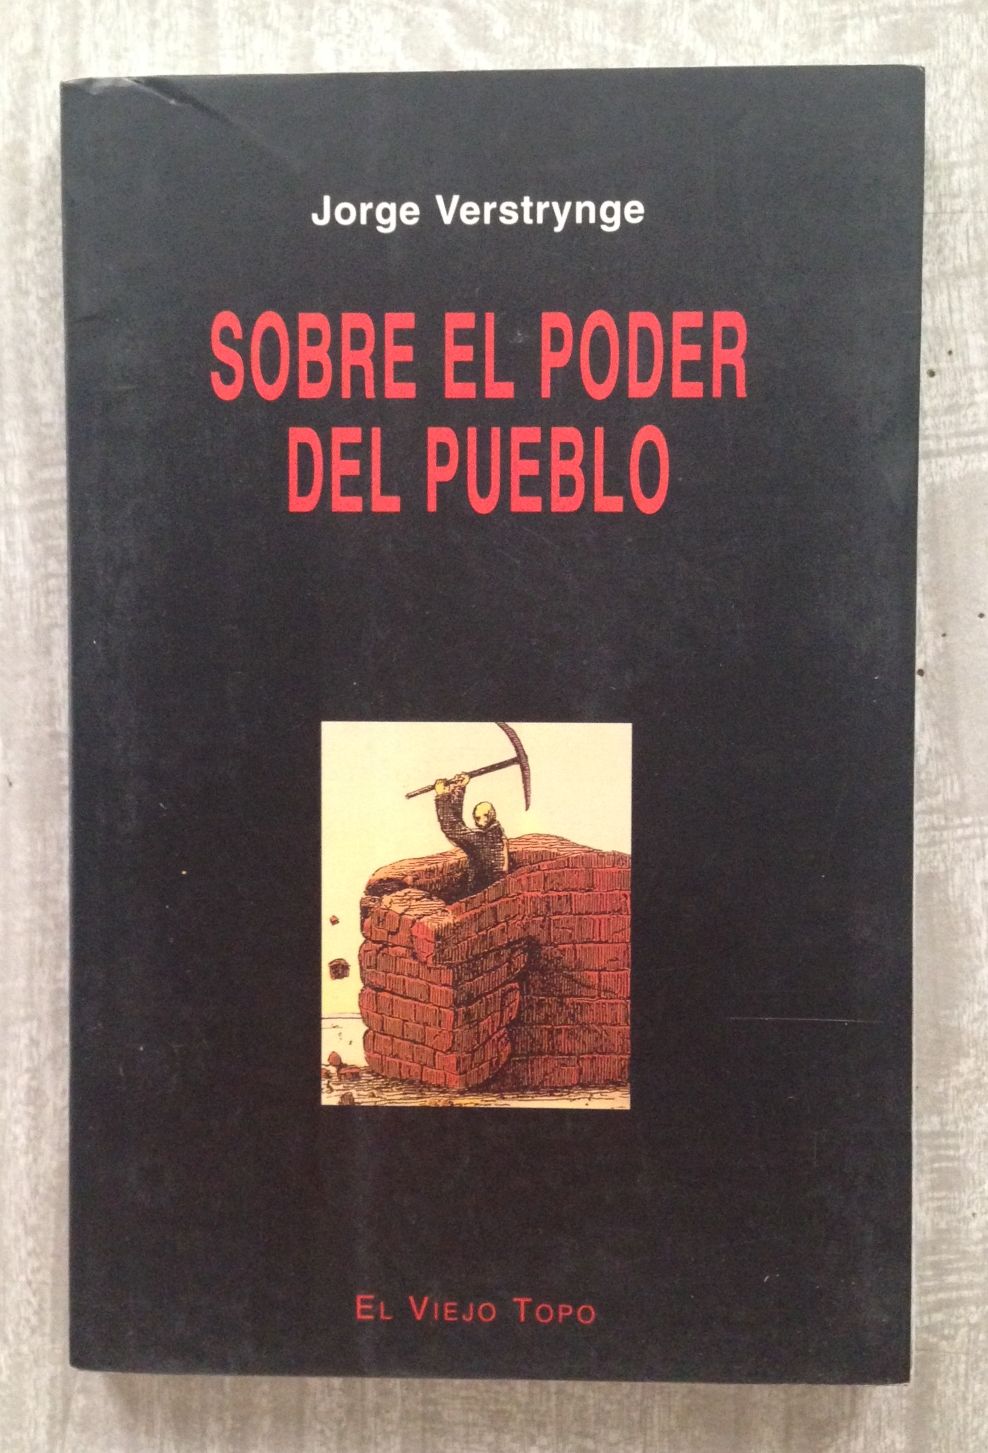 Jorge Verstrynge
SOBRE EL PODER
DEL PUEBLO
EL VIEJO TOPO